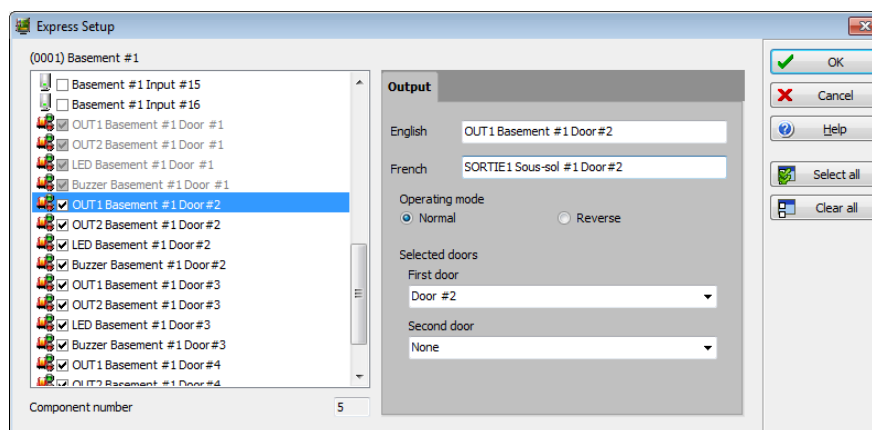 Express Setup
(0001) Basement #1
Basement #1 Input #15
Basement #1 Input #16
OUT1 Basement #1 Door #1
OUT2 Basement #1 Door #1
LED Basement #1 Door #1
Buzzer Basement #1 Door #1
OUT1 Basement #1 Door#2
OUT2 Basement #1 Door#2
LED Basement #1 Door#2
Buzzer Basement #1 Door#2
OUT1 Basement #1 Door#3
OUT2 Basement #1 Door#3
LED Basement #1 Door#3
Buzzer Basement #1 Door#3
OUT1 Basement #1 Door#4
OUT2 Basement #1 Door#4
Component number 5
Output
English OUT1 Basement #1 Door#2
French SORTIE1 Sous-sol #1 Door#2
Operating mode
Normal Reverse
Selected doors
First door
Door #2
Second door
None
OK
Cancel
Help
Select all
Clear all